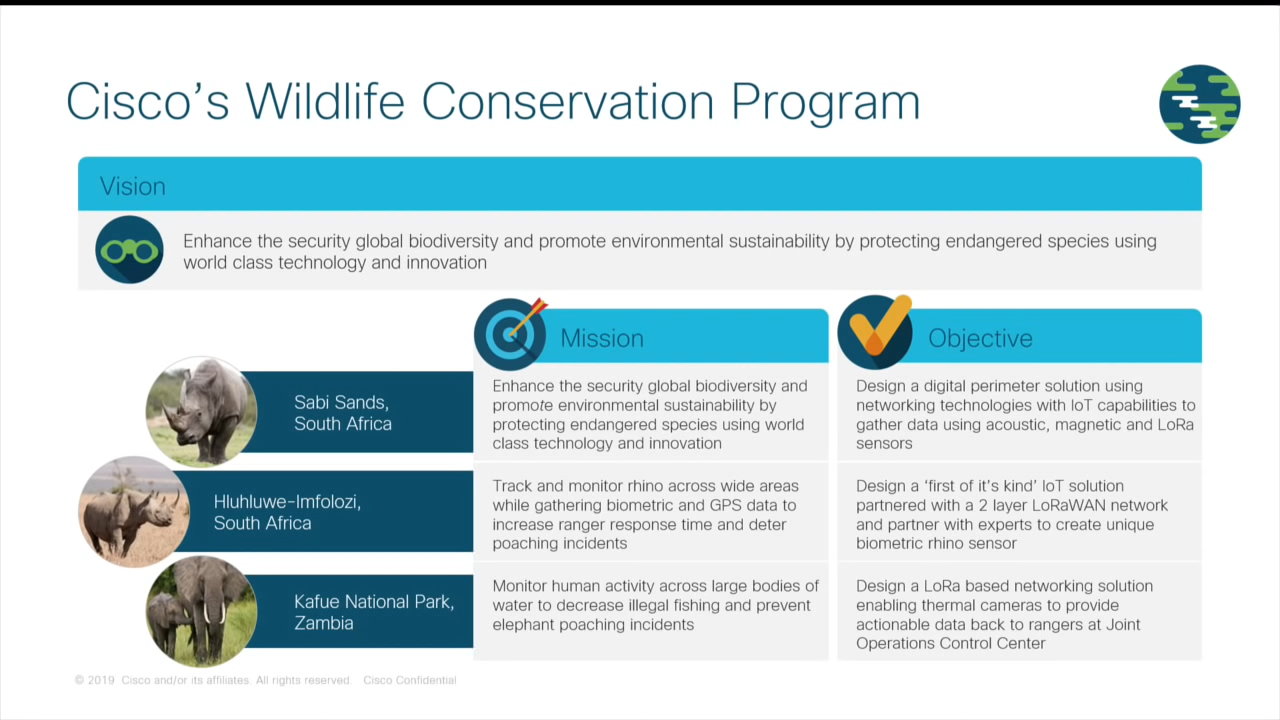 Cisco's Wildlife Conservation Program
Vision
Enhance the security global biodiversity and promote environmental sustainability by protecting endangered species using
world class technology and innovation
Mission
Objective
Sabi Sands,
South Africa
Enhance the security global biodiversity and
promote environmental sustainability by
protecting endangered species using world
class technology and innovation
Design a digital perimeter solution using
networking technologies with IoT capabilities to
gather data using acoustic, magnetic and LoRa
sensors
Hluhluwe-Imfolozi,
South Africa
Track and monitor rhino across wide areas
while gathering biometric and GPS data to
increase ranger response time and deter
poaching incidents
Design a ‘first of it's kind’ IoT solution
partnered with a 2 layer LoRaWAN network
and partner with experts to create unique
biometric rhino sensor
Kafue National Park,
Zambia
Monitor human activity across large bodies of
water to decrease illegal fishing and prevent
elephant poaching incidents
Design a LoRa based networking solution
enabling thermal cameras to provide
actionable data back to rangers at Joint
Operations Control Center
© 2019 Cisco and/or its affiliates. All rights reserved. Cisco Confidential